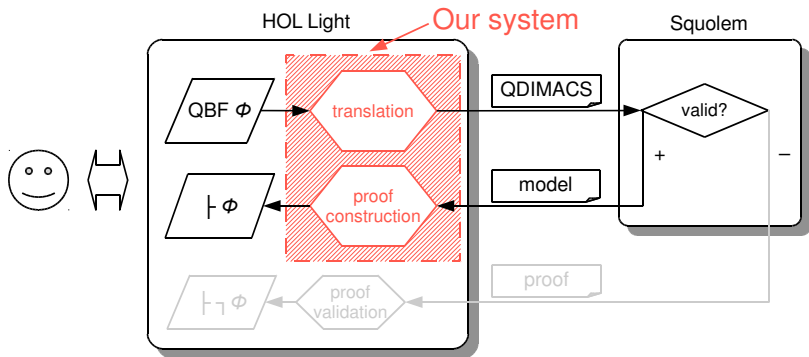 HOL Light
Our system
Squolem
QBF Φ
translation
QDIMACS
valid?
+
–
⊢ Φ
proof
construction
model
⊢ ¬ Φ
proof
validation
proof